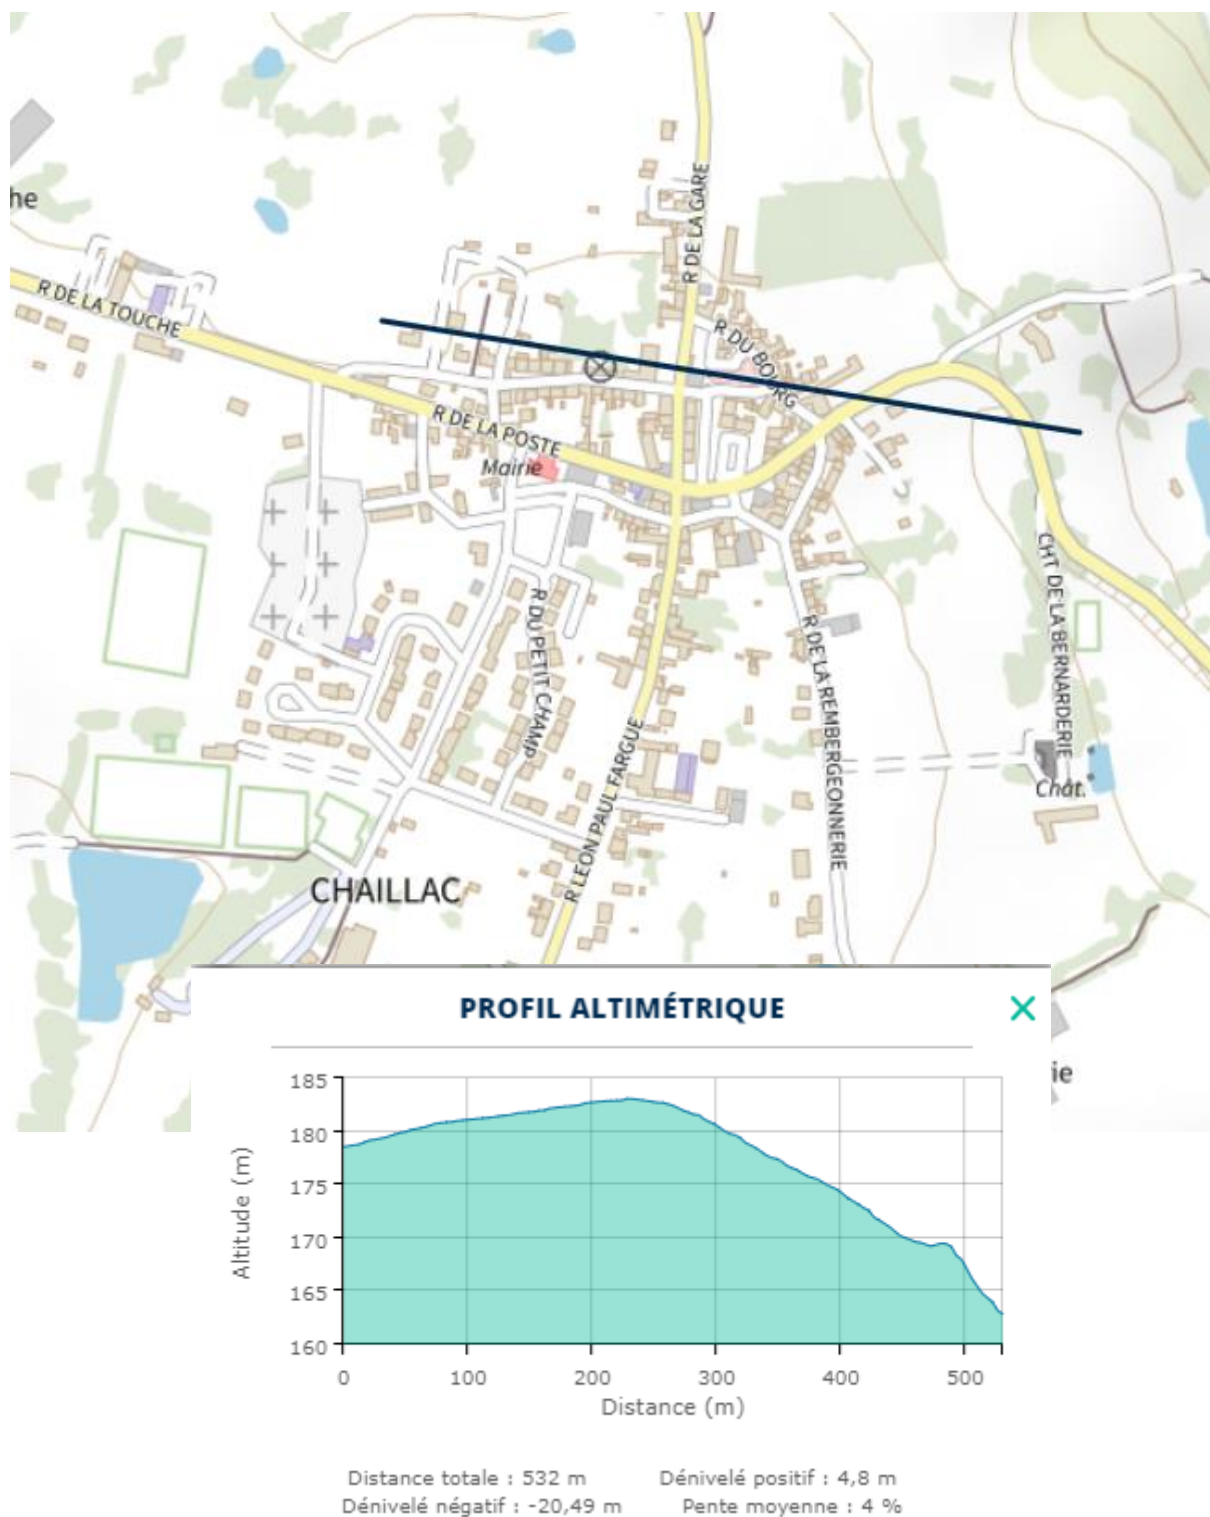 he
R DE LA GARE
R DE LA TOUCHE
R DU BOURG
R DE LA POSTE
Mairie
CHT DE LA BERNARDERIE
R DU PETIT CHAMP
R DE LA REMBERGEONNERIE
R LEON PAUL FARGUE
Chât.
CHAILLAC
PROFIL ALTIMÉTRIQUE
ie
185
180
175
170
165
160
Altitude (m)
0 100 200 300 400 500
Distance (m)
Distance totale : 532 m Dénivelé positif : 4,8 m
Dénivelé négatif : -20,49 m Pente moyenne : 4 %